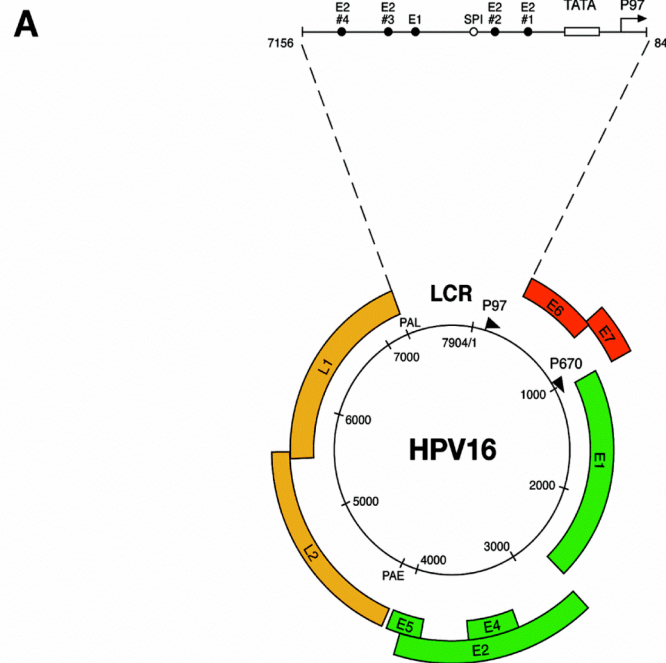 A
E2 E2 E2 E2 TATA P97
#4 #3 E1 SPI #2 #1
7156 84
LCR
P97
E6
E7
PAL
7904/1
7000
P670
1000
L1
6000
HPV16
E1
2000
5000
L2
3000
4000
PAE
E5
E4
E2